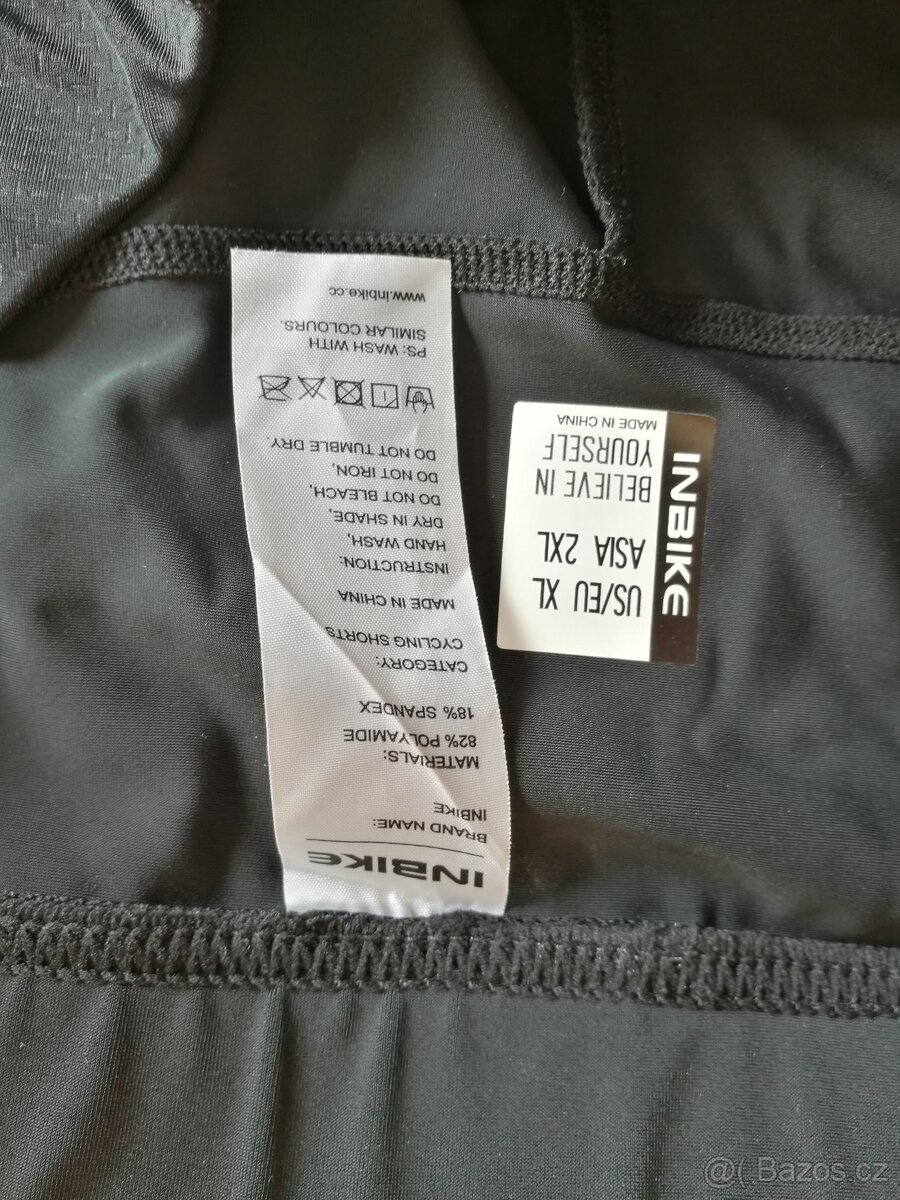 INBIKE
BRAND NAME:
INBIKE
MATERIALS:
82% POLYAMIDE
18% SPANDEX
CATEGORY:
CYCLING SHORTS
MADE IN CHINA
INSTRUCTION:
HAND WASH,
DRY IN SHADE,
DO NOT BLEACH,
DO NOT IRON,
DO NOT TUMBLE DRY.
PS: WASH WITH
SIMILAR COLOURS.
www.inbike.cc
INBIKE
US/EU XL
ASIA 2XL
BELIEVE IN
YOURSELF
MADE IN CHINA
@( Bazos.cz